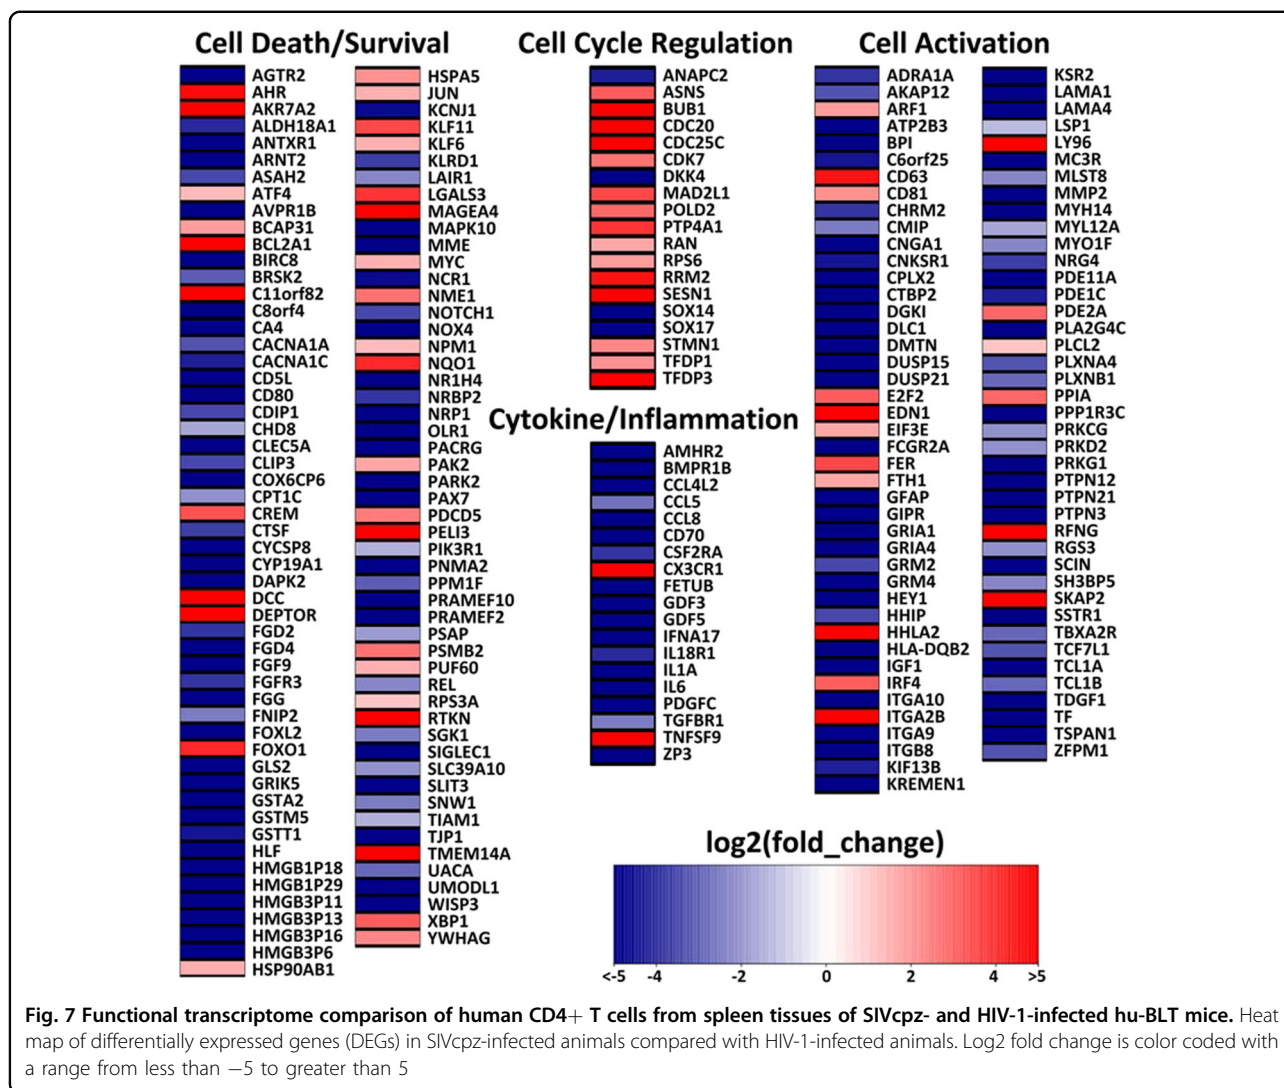 Cell Death/Survival
AGTR2
AHR
AKR7A2
ALDH18A1
ANTXR1
ARNT2
ASAH2
ATF4
AVPR1B
BCAP31
BCL2A1
BIRC8
BRSK2
C11orf82
C8orf4
CA4
CACNA1A
CACNA1C
CD5L
CD80
CDIP1
CHD8
CLEC5A
CLIP3
COX6CP6
CPT1C
CREM
CTSF
CYCSP8
CYP19A1
DAPK2
DCC
DEPTOR
FGD2
FGD4
FGF9
FGFR3
FGG
FNIP2
FOXL2
FOXO1
GLS2
GRIK5
GSTA2
GSTM5
GSTT1
HLF
HMGB1P18
HMGB1P29
HMGB3P11
HMGB3P13
HMGB3P16
HMGB3P6
HSP90AB1
HSPA5
JUN
KCNJ1
KLF11
KLF6
KLRD1
LAIR1
LGALS3
MAGEA4
MAPK10
MME
MYC
NCR1
NME1
NOTCH1
NOX4
NPM1
NQO1
NR1H4
NRBP2
NRP1
OLR1
PACRG
PAK2
PARK2
PAX7
PDCD5
PELI3
PIK3R1
PNMA2
PPM1F
PRAMEF10
PRAMEF2
PSAP
PSMB2
PUF60
REL
RPS3A
RTKN
SGK1
SIGLEC1
SLC39A10
SLIT3
SNW1
TIAM1
TJP1
TMEM14A
UACA
UMODL1
WISP3
XBP1
YWHAG
Cell Cycle Regulation
ANAPC2
ASNS
BUB1
CDC20
CDC25C
CDK7
DKK4
MAD2L1
POLD2
PTP4A1
RAN
RPS6
RRM2
SESN1
SOX14
SOX17
STMN1
TFDP1
TFDP3
Cytokine/Inflammation
AMHR2
BMPR1B
CCL4L2
CCL5
CCL8
CD70
CSF2RA
CX3CR1
FETUB
GDF3
GDF5
IFNA17
IL18R1
IL1A
IL6
PDGFC
TGFBR1
TNFSF9
ZP3
Cell Activation
ADRA1A
AKAP12
ARF1
ATP2B3
BPI
C6orf25
CD63
CD81
CHRM2
CMIP
CNGA1
CNKSR1
CPLX2
CTBP2
DGKI
DLC1
DMTN
DUSP15
DUSP21
E2F2
EDN1
EIF3E
FCGR2A
FER
FTH1
GFAP
GIPR
GRIA1
GRIA4
GRM2
GRM4
HEY1
HHIP
HHLA2
HLA-DQB2
IGF1
IRF4
ITGA10
ITGA2B
ITGA9
ITGB8
KIF13B
KREMEN1
KSR2
LAMA1
LAMA4
LSP1
LY96
MC3R
MLST8
MMP2
MYH14
MYL12A
MYO1F
NRG4
PDE11A
PDE1C
PDE2A
PLA2G4C
PLCL2
PLXNA4
PLXNB1
PPIA
PPP1R3C
PRKCG
PRKD2
PRKG1
PTPN12
PTPN21
PTPN3
RFNG
RGS3
SCIN
SH3BP5
SKAP2
SSTR1
TBXA2R
TCF7L1
TCL1A
TCL1B
TDGF1
TF
TSPAN1
ZFPM1
log2(fold_change)
<-5 -4 -2 0 2 4 >5
Fig. 7 Functional transcriptome comparison of human CD4+ T cells from spleen tissues of SIVcpz- and HIV-1-infected hu-BLT mice. Heat
map of differentially expressed genes (DEGs) in SIVcpz-infected animals compared with HIV-1-infected animals. Log2 fold change is color coded with
a range from less than −5 to greater than 5